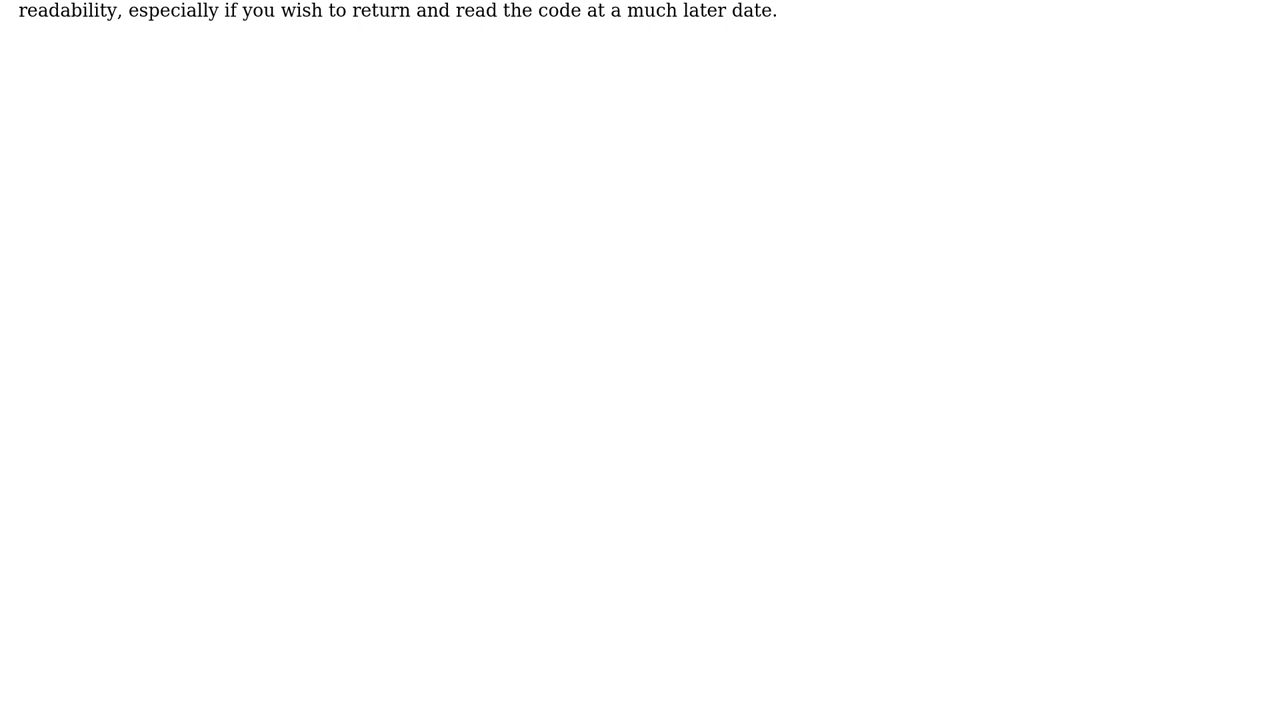 readability, especially if you wish to return and read the code at a much later date.